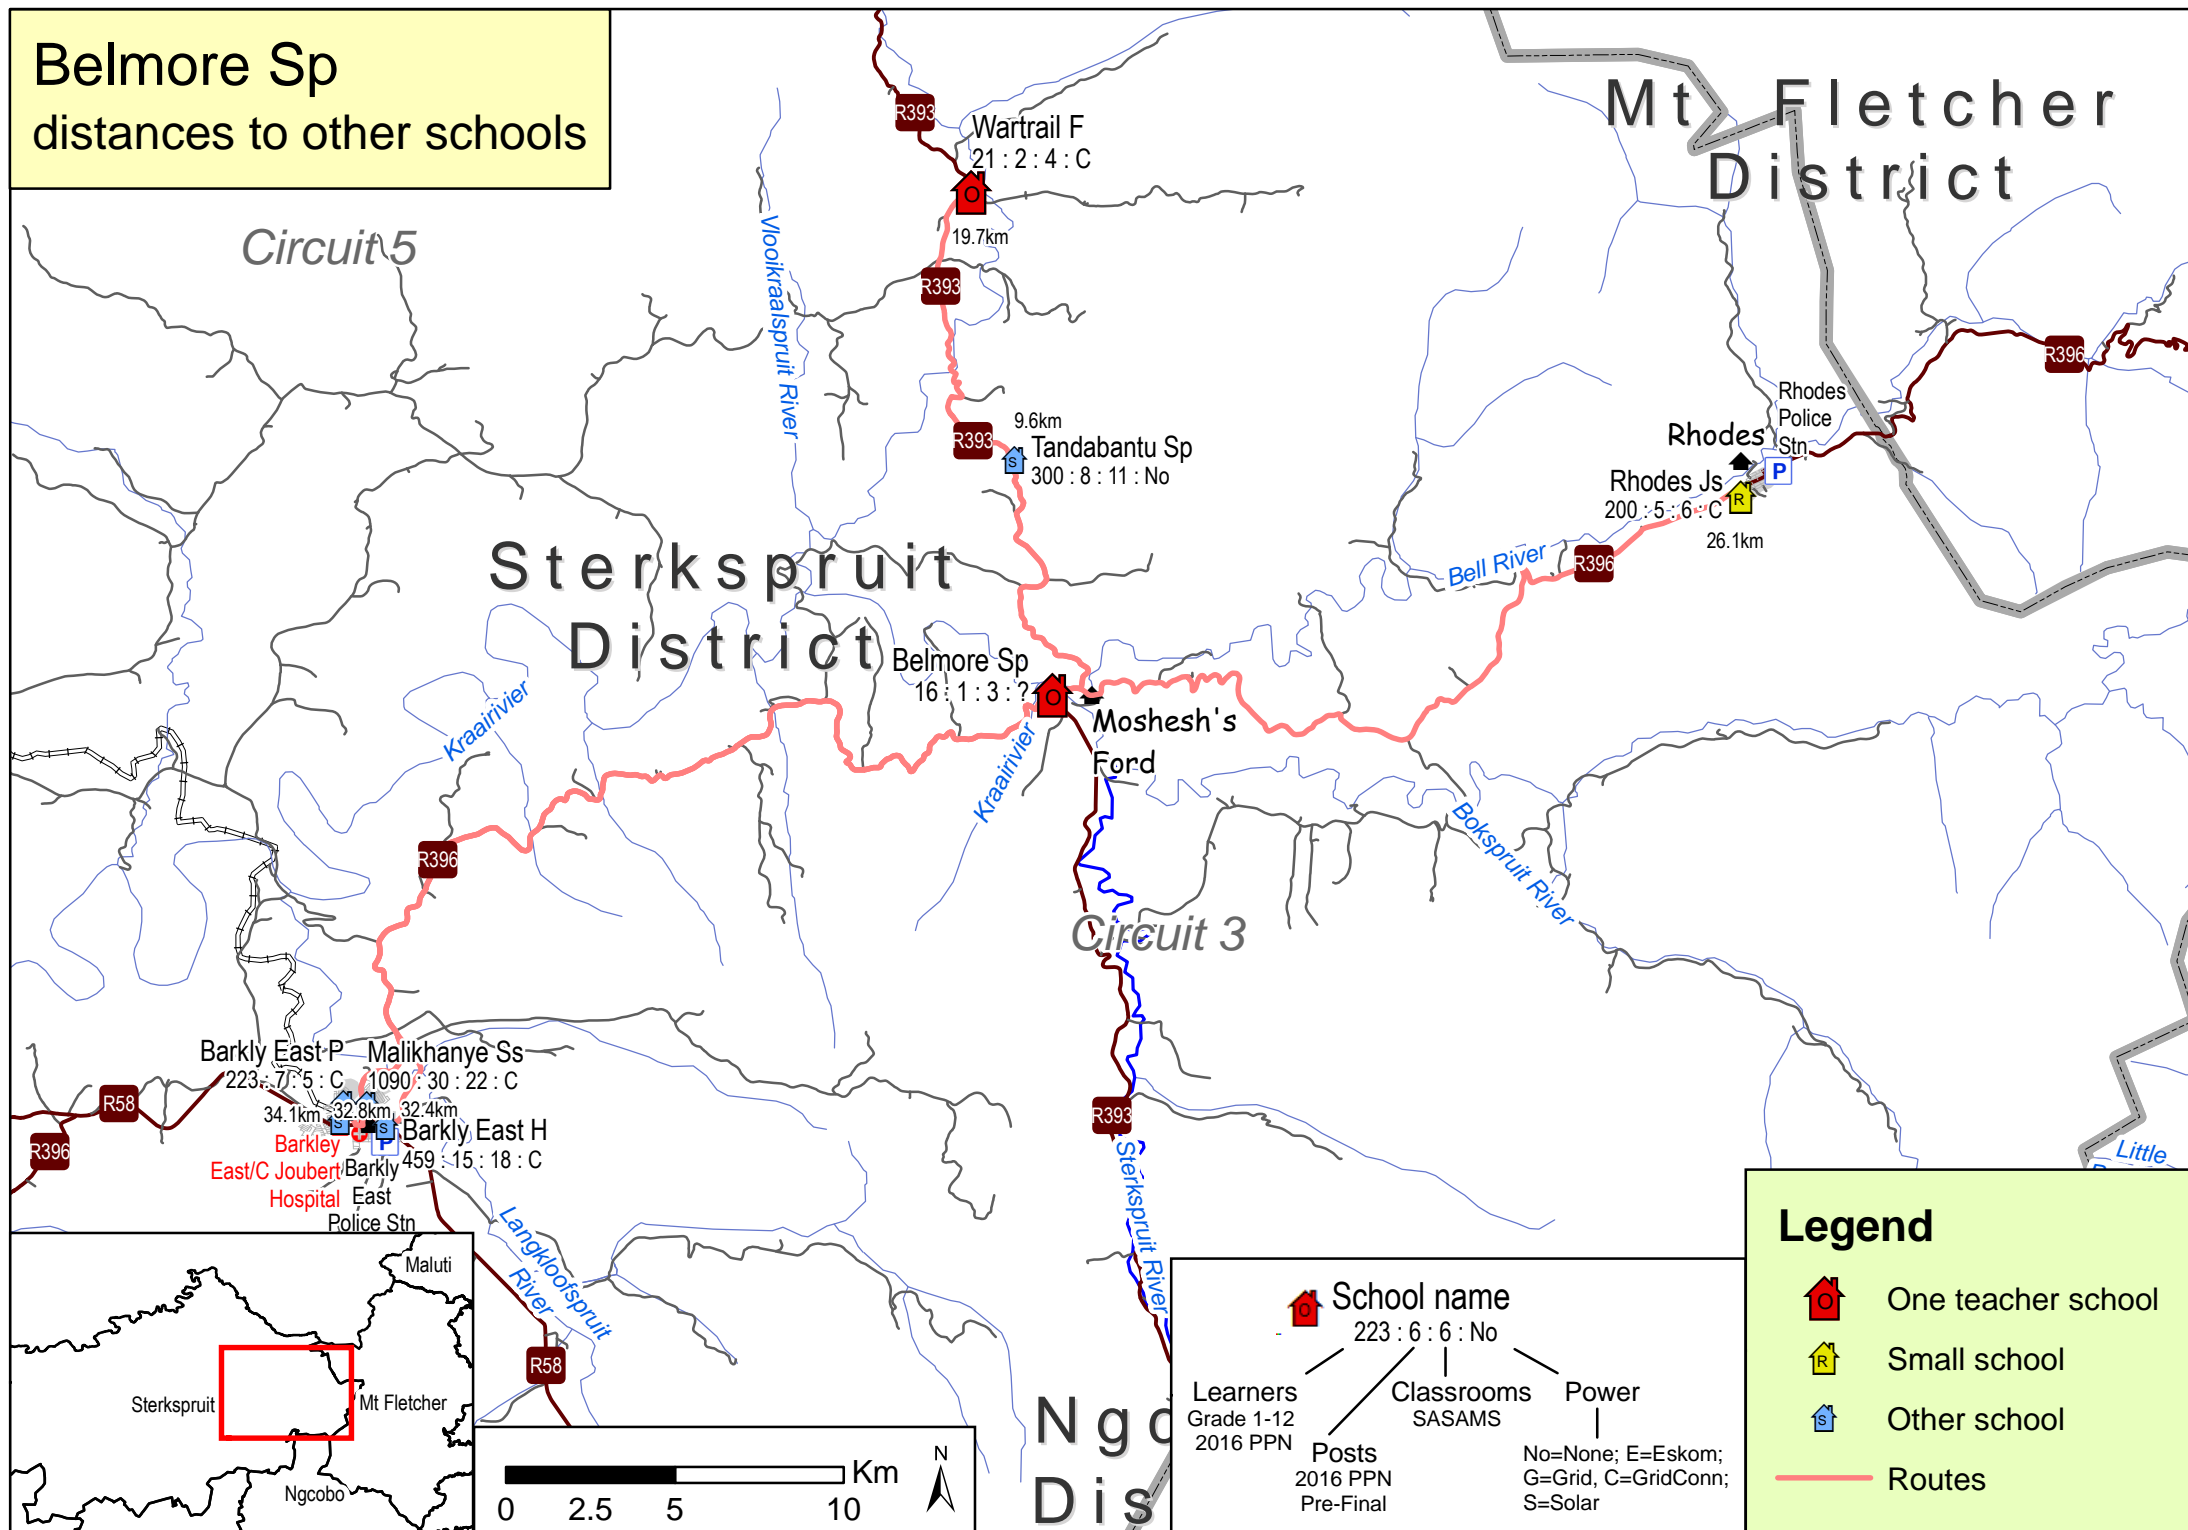 Belmore Sp
distances to other schools
Mt Fletcher
District
Circuit 5
R393
Wartrail F
21 : 2 : 4 : C
O
19.7km
R393
Vlooikraalspruit River
R396
Rhodes
Police
Stn
Rhodes
P
9.6km
R393
Tandabantu Sp
S
300 : 8 : 11 : No
Rhodes Js
200 : 5 : 6 : C
R
26.1km
Bell River
R396
Sterkspruit
District
Belmore Sp
16 : 1 : 3 : ?
O
Moshesh's
Ford
Kraairivier
Kraairivier
Bokspruit River
R396
Circuit 3
Barkly East P
223 : 7 : 5 : C
Malikhanye Ss
1090 : 30 : 22 : C
34.1km
32.8km
32.4km
S
S
Barkly East H
459 : 15 : 18 : C
P
Barkley
East/C Joubert
Hospital
Barkly
East
Police Stn
R58
R396
R393
Sterkspruit River
Little
Langkloofspruit
River
R58
Maluti
Sterkspruit
Mt Fletcher
Ngcobo
Km
0 2.5 5 10
N
Ngc
Dis
O
School name
223 : 6 : 6 : No
Learners
Grade 1-12
2016 PPN
Posts
2016 PPN
Pre-Final
Classrooms
SASAMS
Power
No=None; E=Eskom;
G=Grid, C=GridConn;
S=Solar
Legend
O One teacher school
R Small school
S Other school
Routes